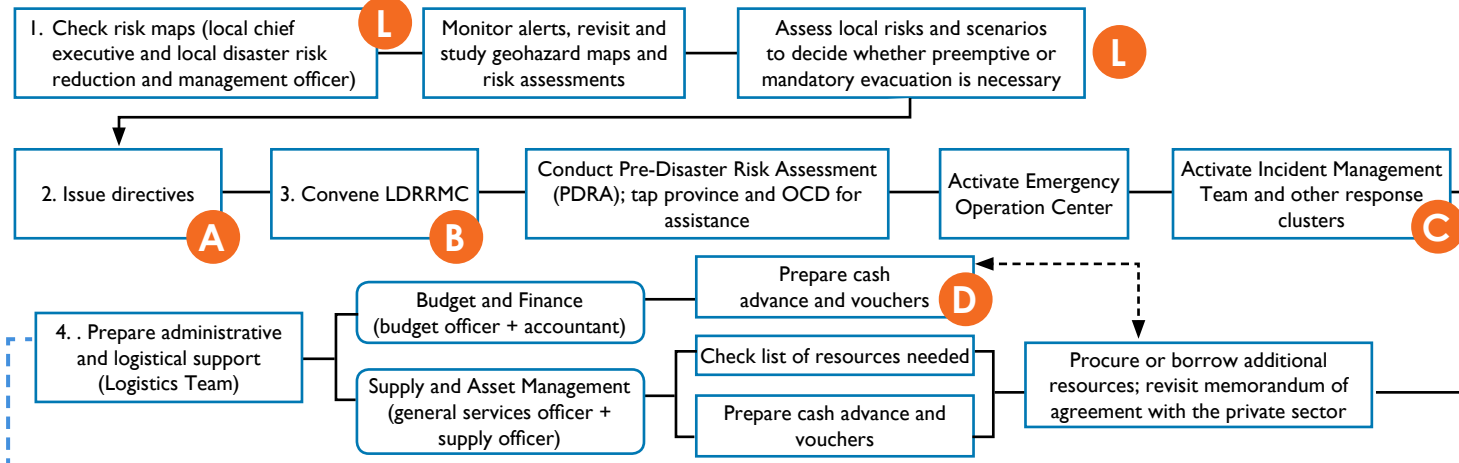 1. Check risk maps (local chief
executive and local disaster risk
reduction and management officer)
L
Monitor alerts, revisit and
study geohazard maps and
risk assessments
Assess local risks and scenarios
to decide whether preemptive or
mandatory evacuation is necessary
L
2. Issue directives
A
3. Convene LDRRMC
B
Conduct Pre-Disaster Risk Assessment
(PDRA); tap province and OCD for
assistance
Activate Emergency
Operation Center
Activate Incident Management
Team and other response
clusters
C
4. . Prepare administrative
and logistical support
(Logistics Team)
Budget and Finance
(budget officer + accountant)
Prepare cash
advance and vouchers
D
Supply and Asset Management
(general services officer +
supply officer)
Check list of resources needed
Prepare cash advance and
vouchers
Procure or borrow additional
resources; revisit memorandum of
agreement with the private sector